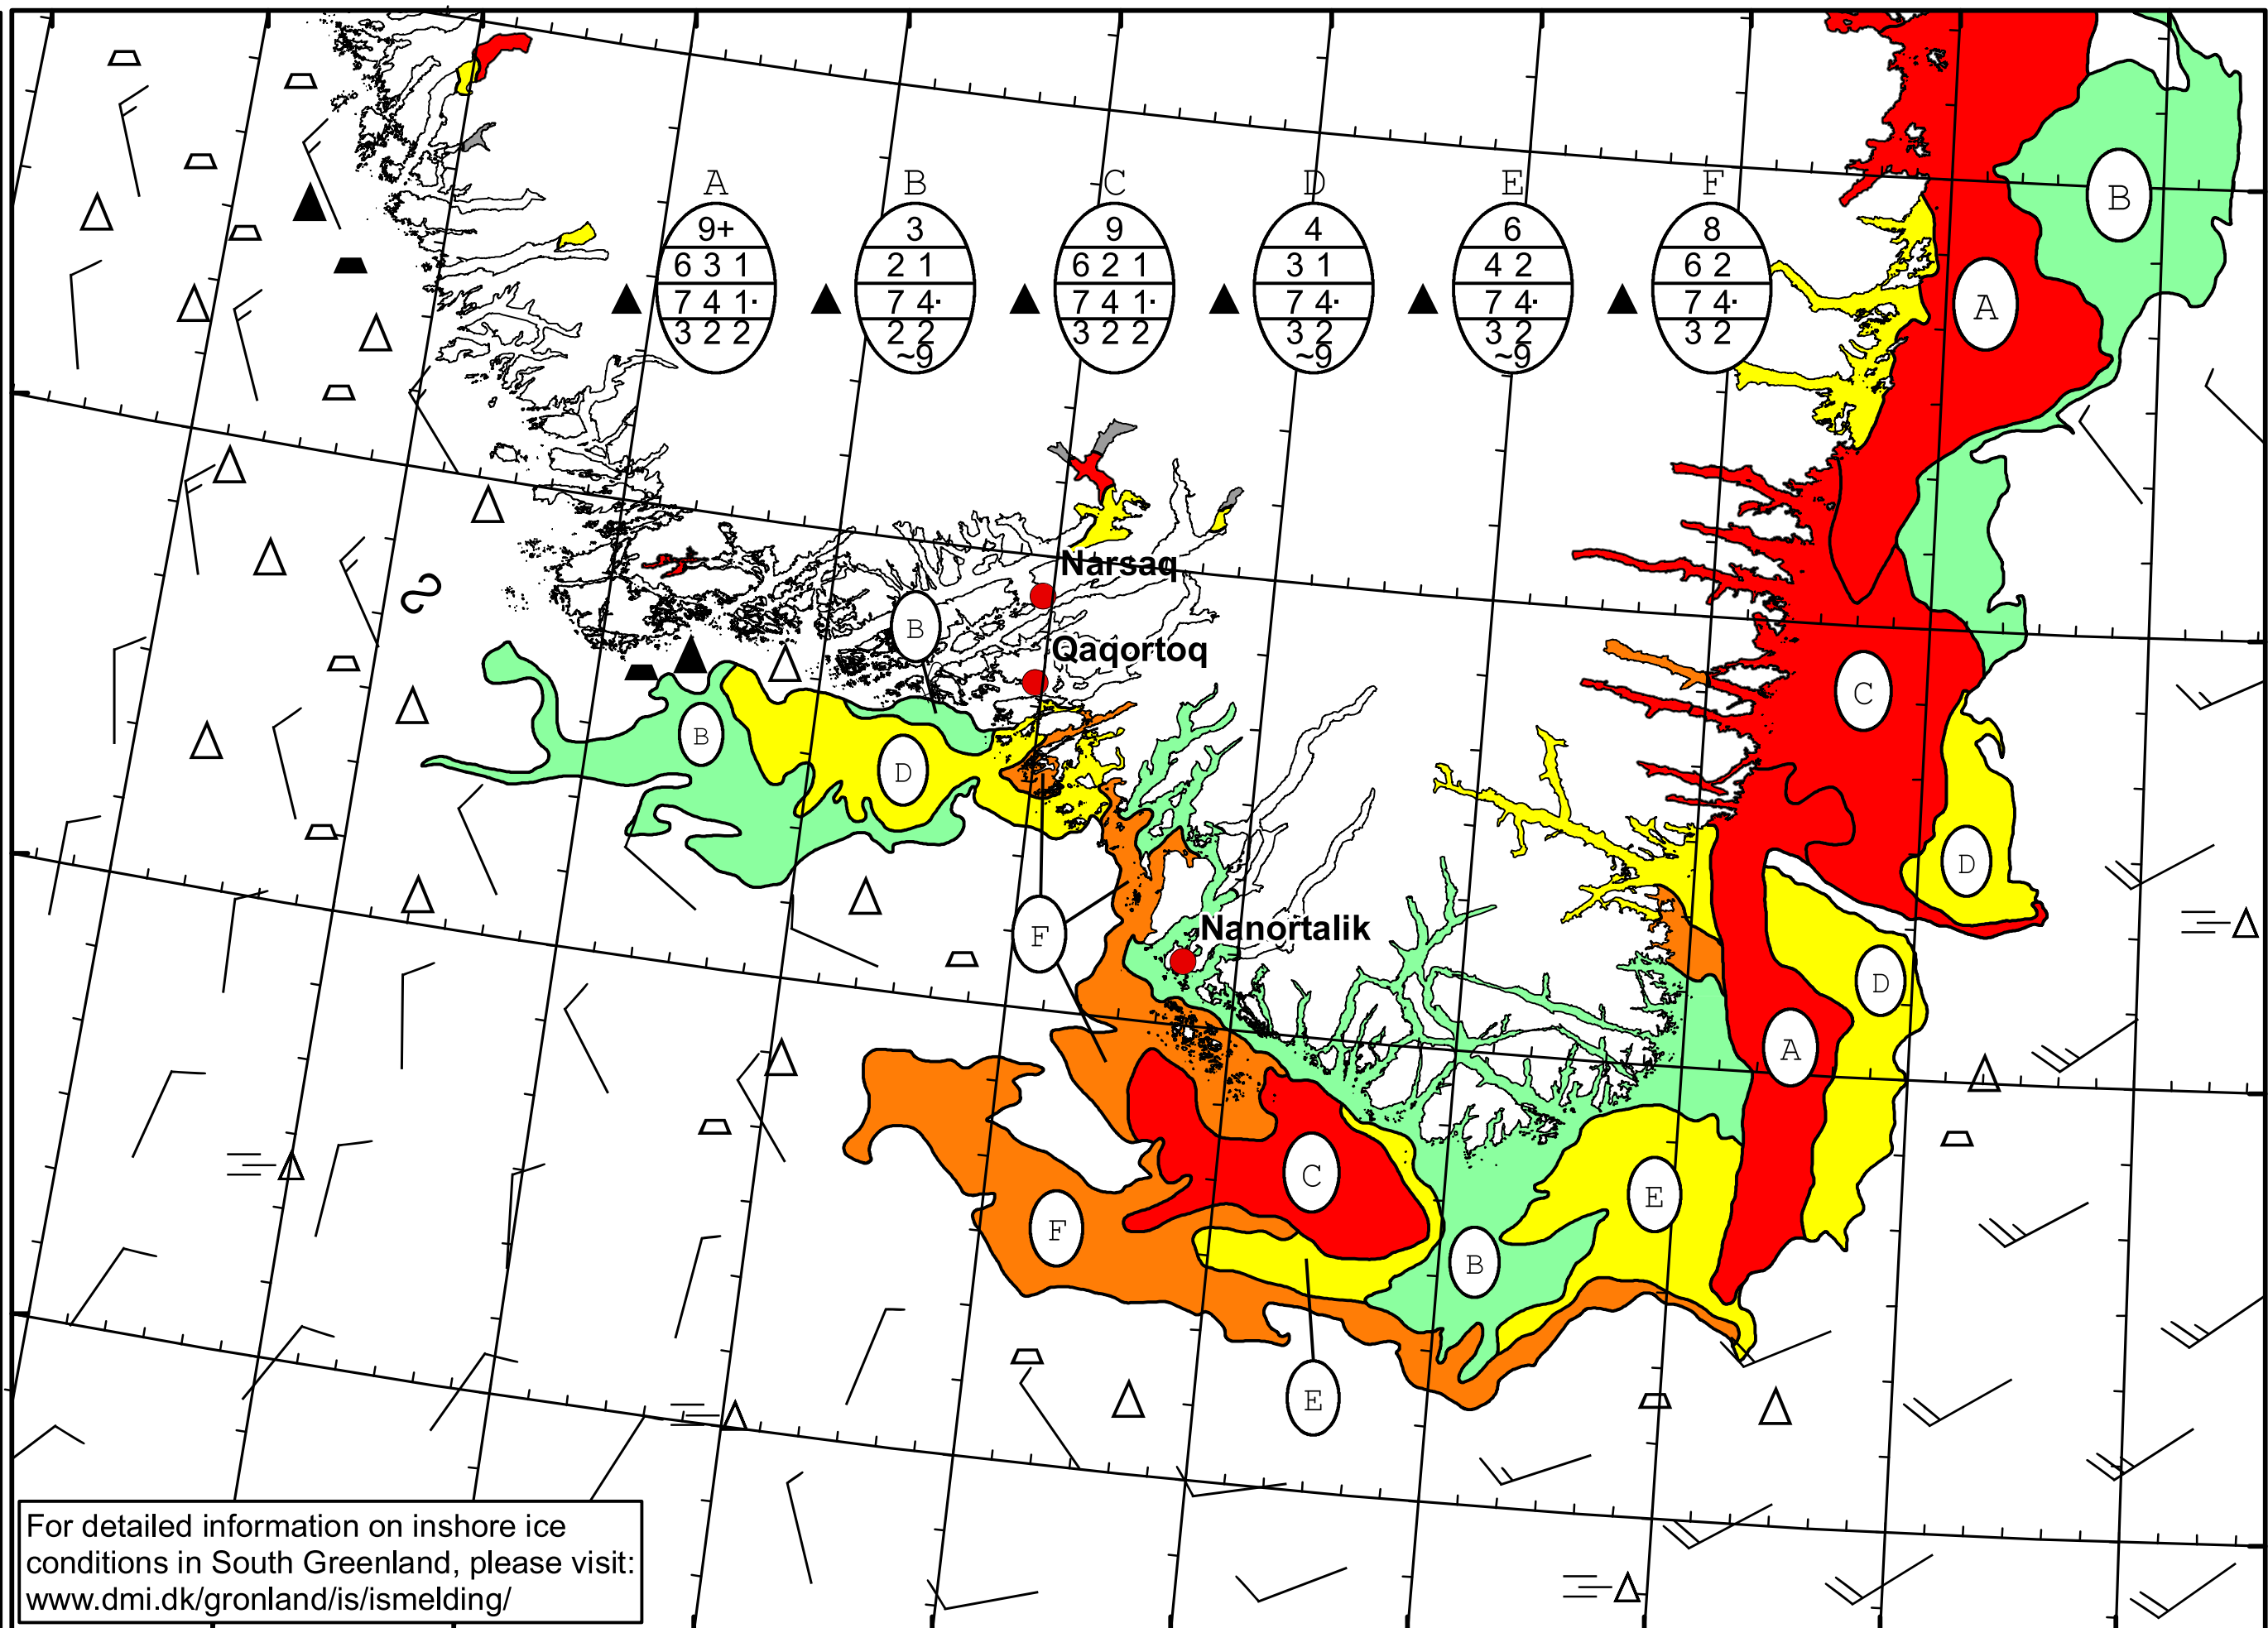 A B C D E F
9+ 3 9 4 6 8
6 3 1 2 1 6 2 1 3 1 4 2 6 2
7 4 1· 7 4· 7 4 1· 7 4· 7 4· 7 4·
3 2 2 2 2 3 2 2 3 2 3 2 3 2
~9 ~9 ~9
B
A
Narsaq
B
Qaqortoq
C
B
D
D
F
Nanortalik
D
A
C
E
F
B
E
For detailed information on inshore ice
conditions in South Greenland, please visit:
www.dmi.dk/gronland/is/ismelding/